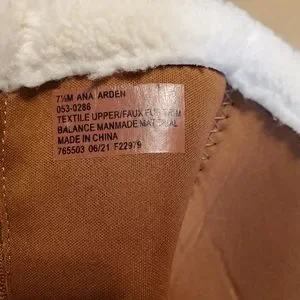 7½M ANA ARDEN
053-0286
TEXTILE UPPER/FAUX FUR TRIM
BALANCE MANMADE MATERIAL
MADE IN CHINA
765503 06/21 F22979